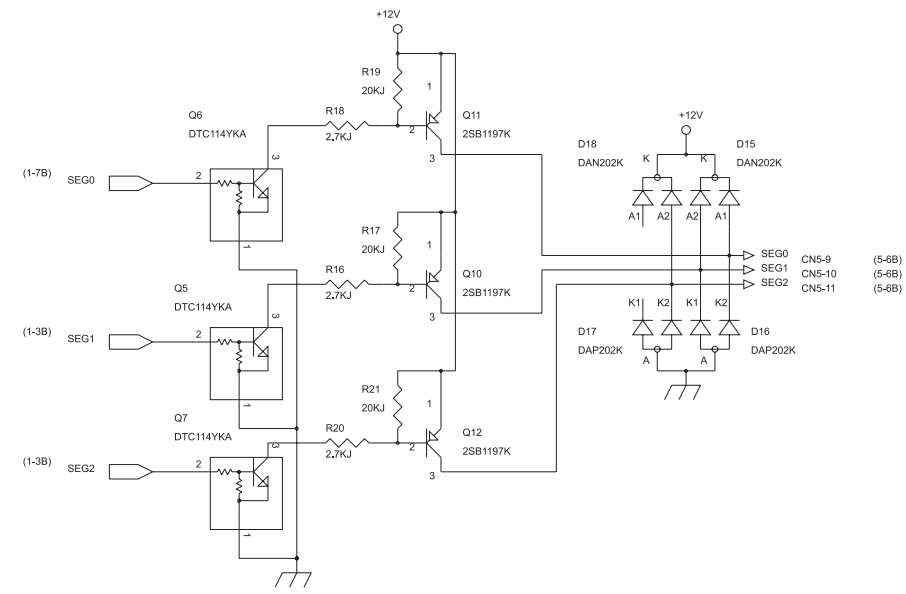 +12V
R19
20KJ
1
Q11
2SB1197K
Q6
DTC114YKA
R18
2.7KJ
2
3
3
(1-7B)
SEG0
2
1
+12V
D18
DAN202K
K
K
D15
DAN202K
A1
A2
A2
A1
R17
20KJ
1
Q10
2SB1197K
R16
2.7KJ
2
3
SEG0
CN5-9
(5-6B)
SEG1
CN5-10
(5-6B)
SEG2
CN5-11
(5-6B)
Q5
DTC114YKA
3
(1-3B)
SEG1
2
1
K1
K2
K1
K2
D17
DAP202K
A
A
D16
DAP202K
R21
20KJ
1
Q12
2SB1197K
Q7
DTC114YKA
R20
2.7KJ
2
3
3
(1-3B)
SEG2
2
1